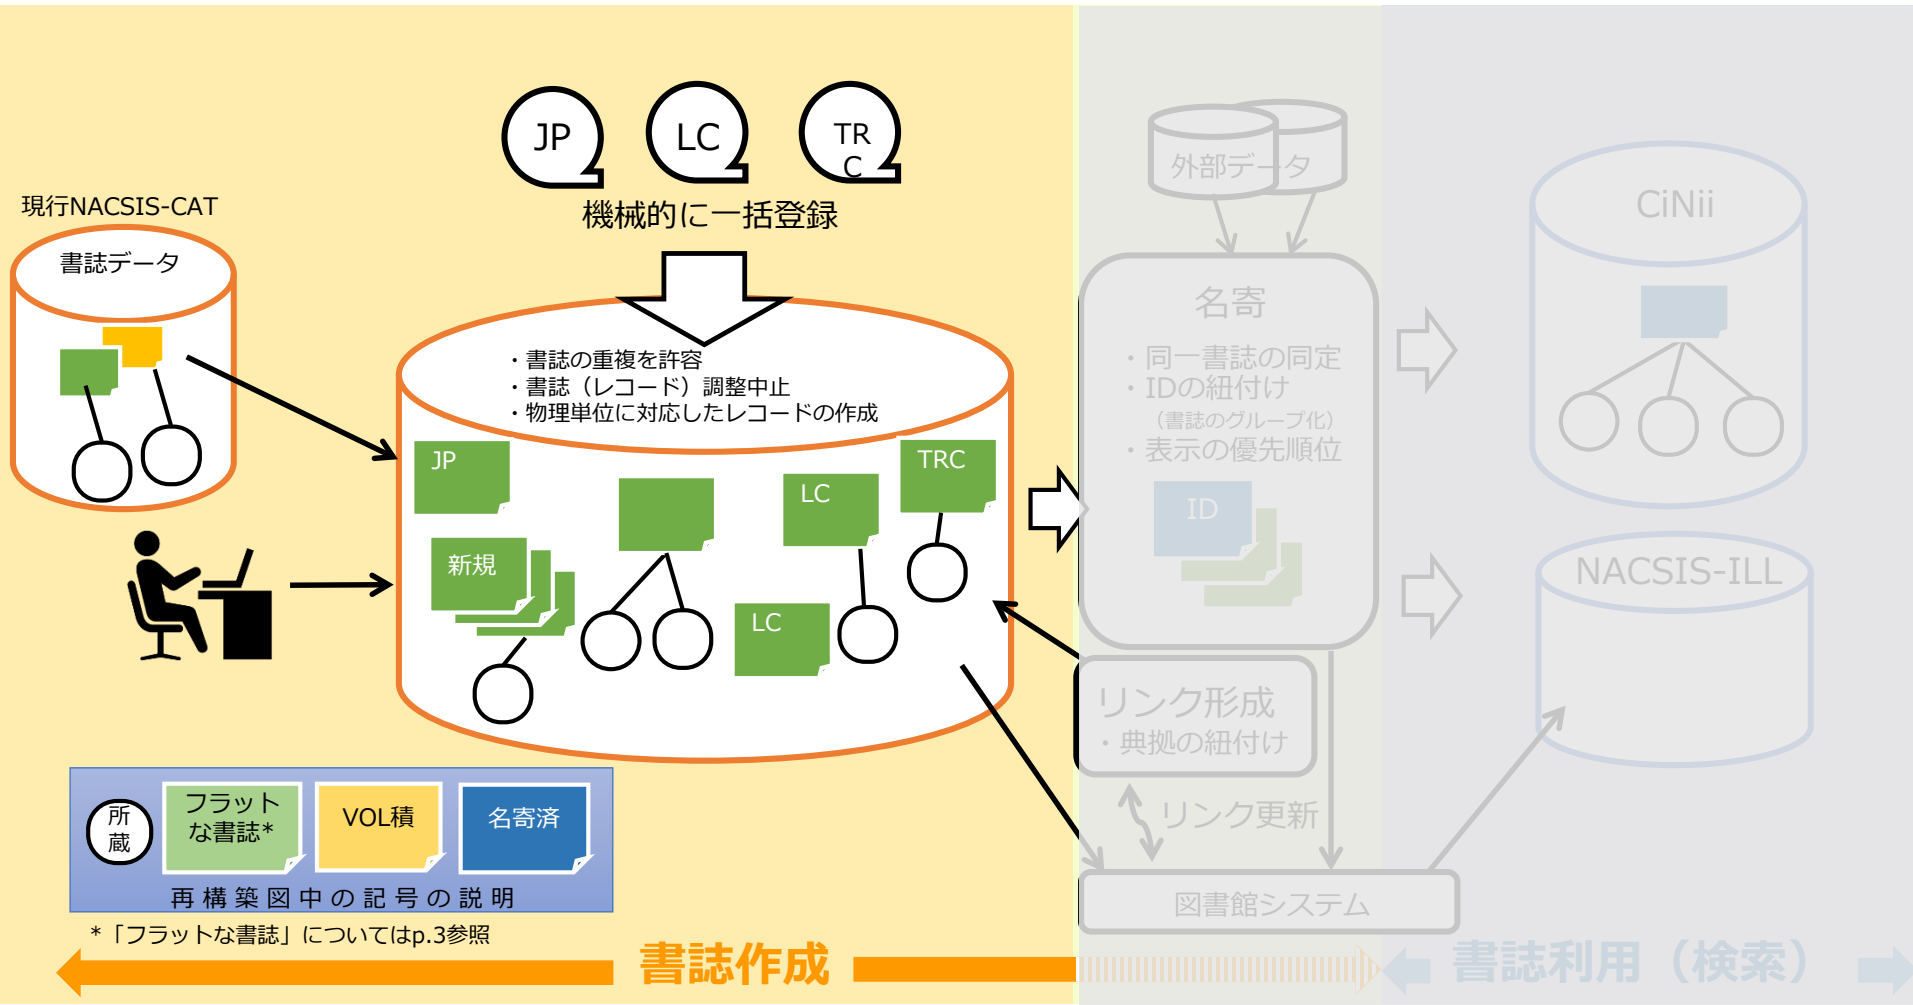 JP
LC
TR
C
機械的に一括登録
現行NACSIS-CAT
書誌データ
・書誌の重複を許容
・書誌（レコード）調整中止
・物理単位に対応したレコードの作成
JP
LC
TRC
新規
LC
外部データ
名寄
・同一書誌の同定
・IDの紐付け
（書誌のグループ化）
・表示の優先順位
ID
リンク形成
・典拠の紐付け
リンク更新
図書館システム
CiNii
NACSIS-ILL
所
蔵
フラット
な書誌*
VOL積
名寄済
再構築図中の記号の説明
*「フラットな書誌」についてはp.3参照
書誌作成
書誌利用（検索）